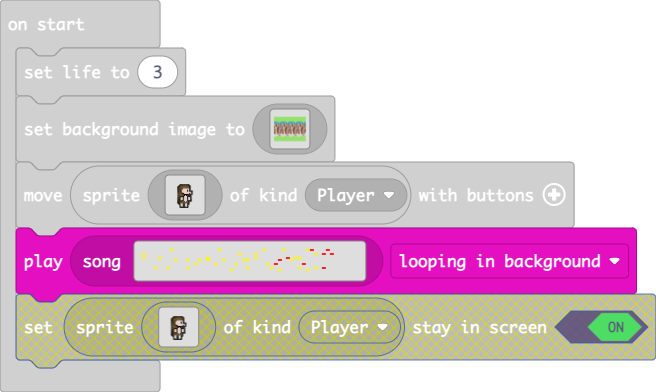 on start
set life to 3
set background image to
move sprite of kind Player with buttons
play song looping in background
set sprite of kind Player stay in screen ON